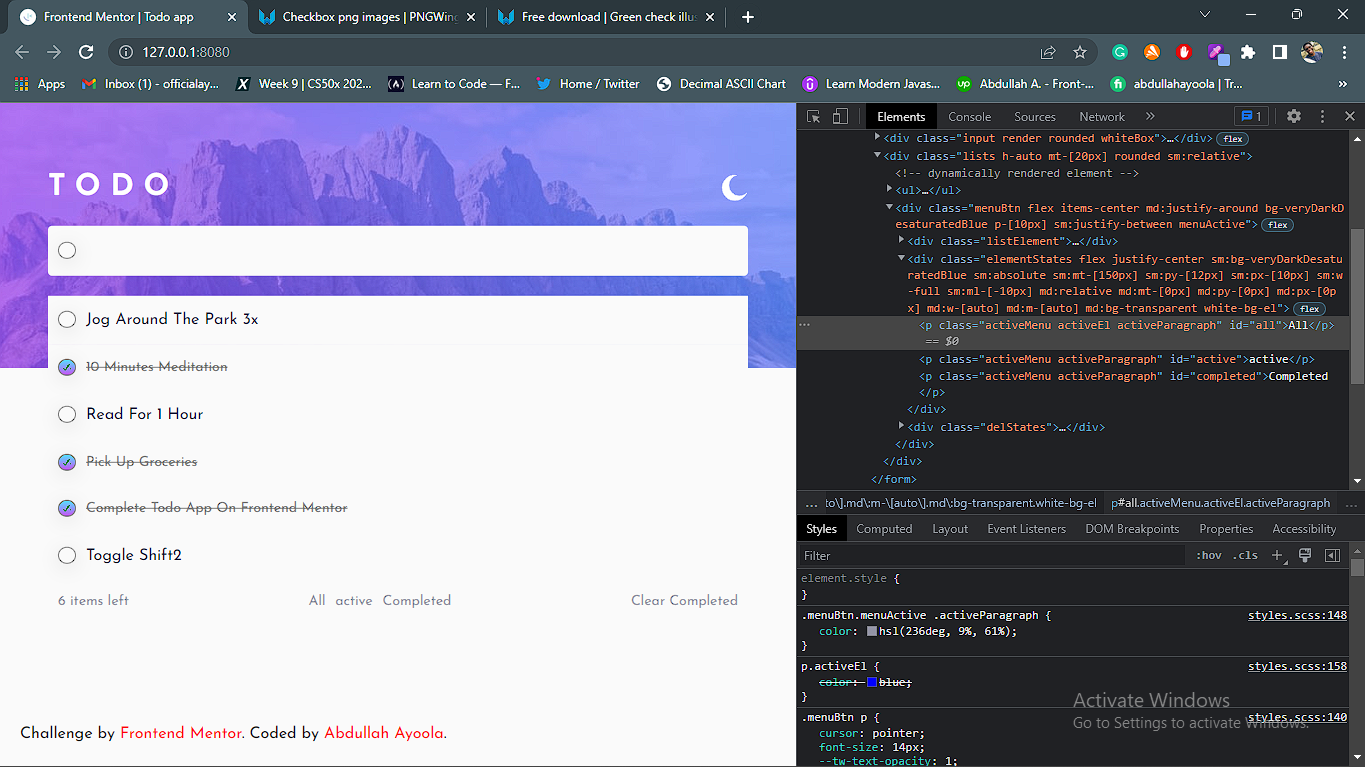 Frontend Mentor | Todo app
Checkbox png images | PNGWing
Free download | Green check illus
127.0.0.1:8080
Apps
Inbox (1) - officialay...
Week 9 | CS50x 202...
Learn to Code — F...
Home / Twitter
Decimal ASCII Chart
Learn Modern Javas...
Abdullah A. - Front-...
abdullahayoola | Tr...
»
TODO
Jog Around The Park 3x
10 Minutes Meditation
Read For 1 Hour
Pick Up Groceries
Complete Todo App On Frontend Mentor
Toggle Shift2
6 items left
All active Completed
Clear Completed
Challenge by Frontend Mentor. Coded by Abdullah Ayoola.
Elements Console Sources Network » 1
<div class="input render rounded whiteBox">…</div> flex
<div class="lists h-auto mt-[20px] rounded sm:relative">
<!-- dynamically rendered element -->
<ul>…</ul>
<div class="menuBtn flex items-center md:justify-around bg-veryDarkD
esaturatedBlue p-[10px] sm:justify-between menuActive"> flex
<div class="listElement">…</div>
<div class="elementStates flex justify-center sm:bg-veryDarkDesatu
ratedBlue sm:absolute sm:mt-[150px] sm:py-[12px] sm:px-[10px] sm:w
-full sm:ml-[-10px] md:relative md:mt-[0px] md:py-[0px] md:px-[0p
x] md:w-[auto] md:m-[auto] md:bg-transparent white-bg-el"> flex
<p class="activeMenu activeEl activeParagraph" id="all">All</p>
== $0
<p class="activeMenu activeParagraph" id="active">active</p>
<p class="activeMenu activeParagraph" id="completed">Completed
</p>
</div>
<div class="delStates">…</div>
</div>
</div>
</form>
... to\].md\:m-\[auto\].md\:bg-transparent.white-bg-el p#all.activeMenu.activeEl.activeParagraph ...
Styles Computed Layout Event Listeners DOM Breakpoints Properties Accessibility
Filter :hov .cls +
element.style {
}
.menuBtn.menuActive .activeParagraph { styles.scss:148
color: hsl(236deg, 9%, 61%);
}
p.activeEl { styles.scss:158
color: blue;
}
.menuBtn p { styles.scss:140
cursor: pointer;
font-size: 14px;
--tw-text-opacity: 1;
Activate Windows
Go to Settings to activate Windows.